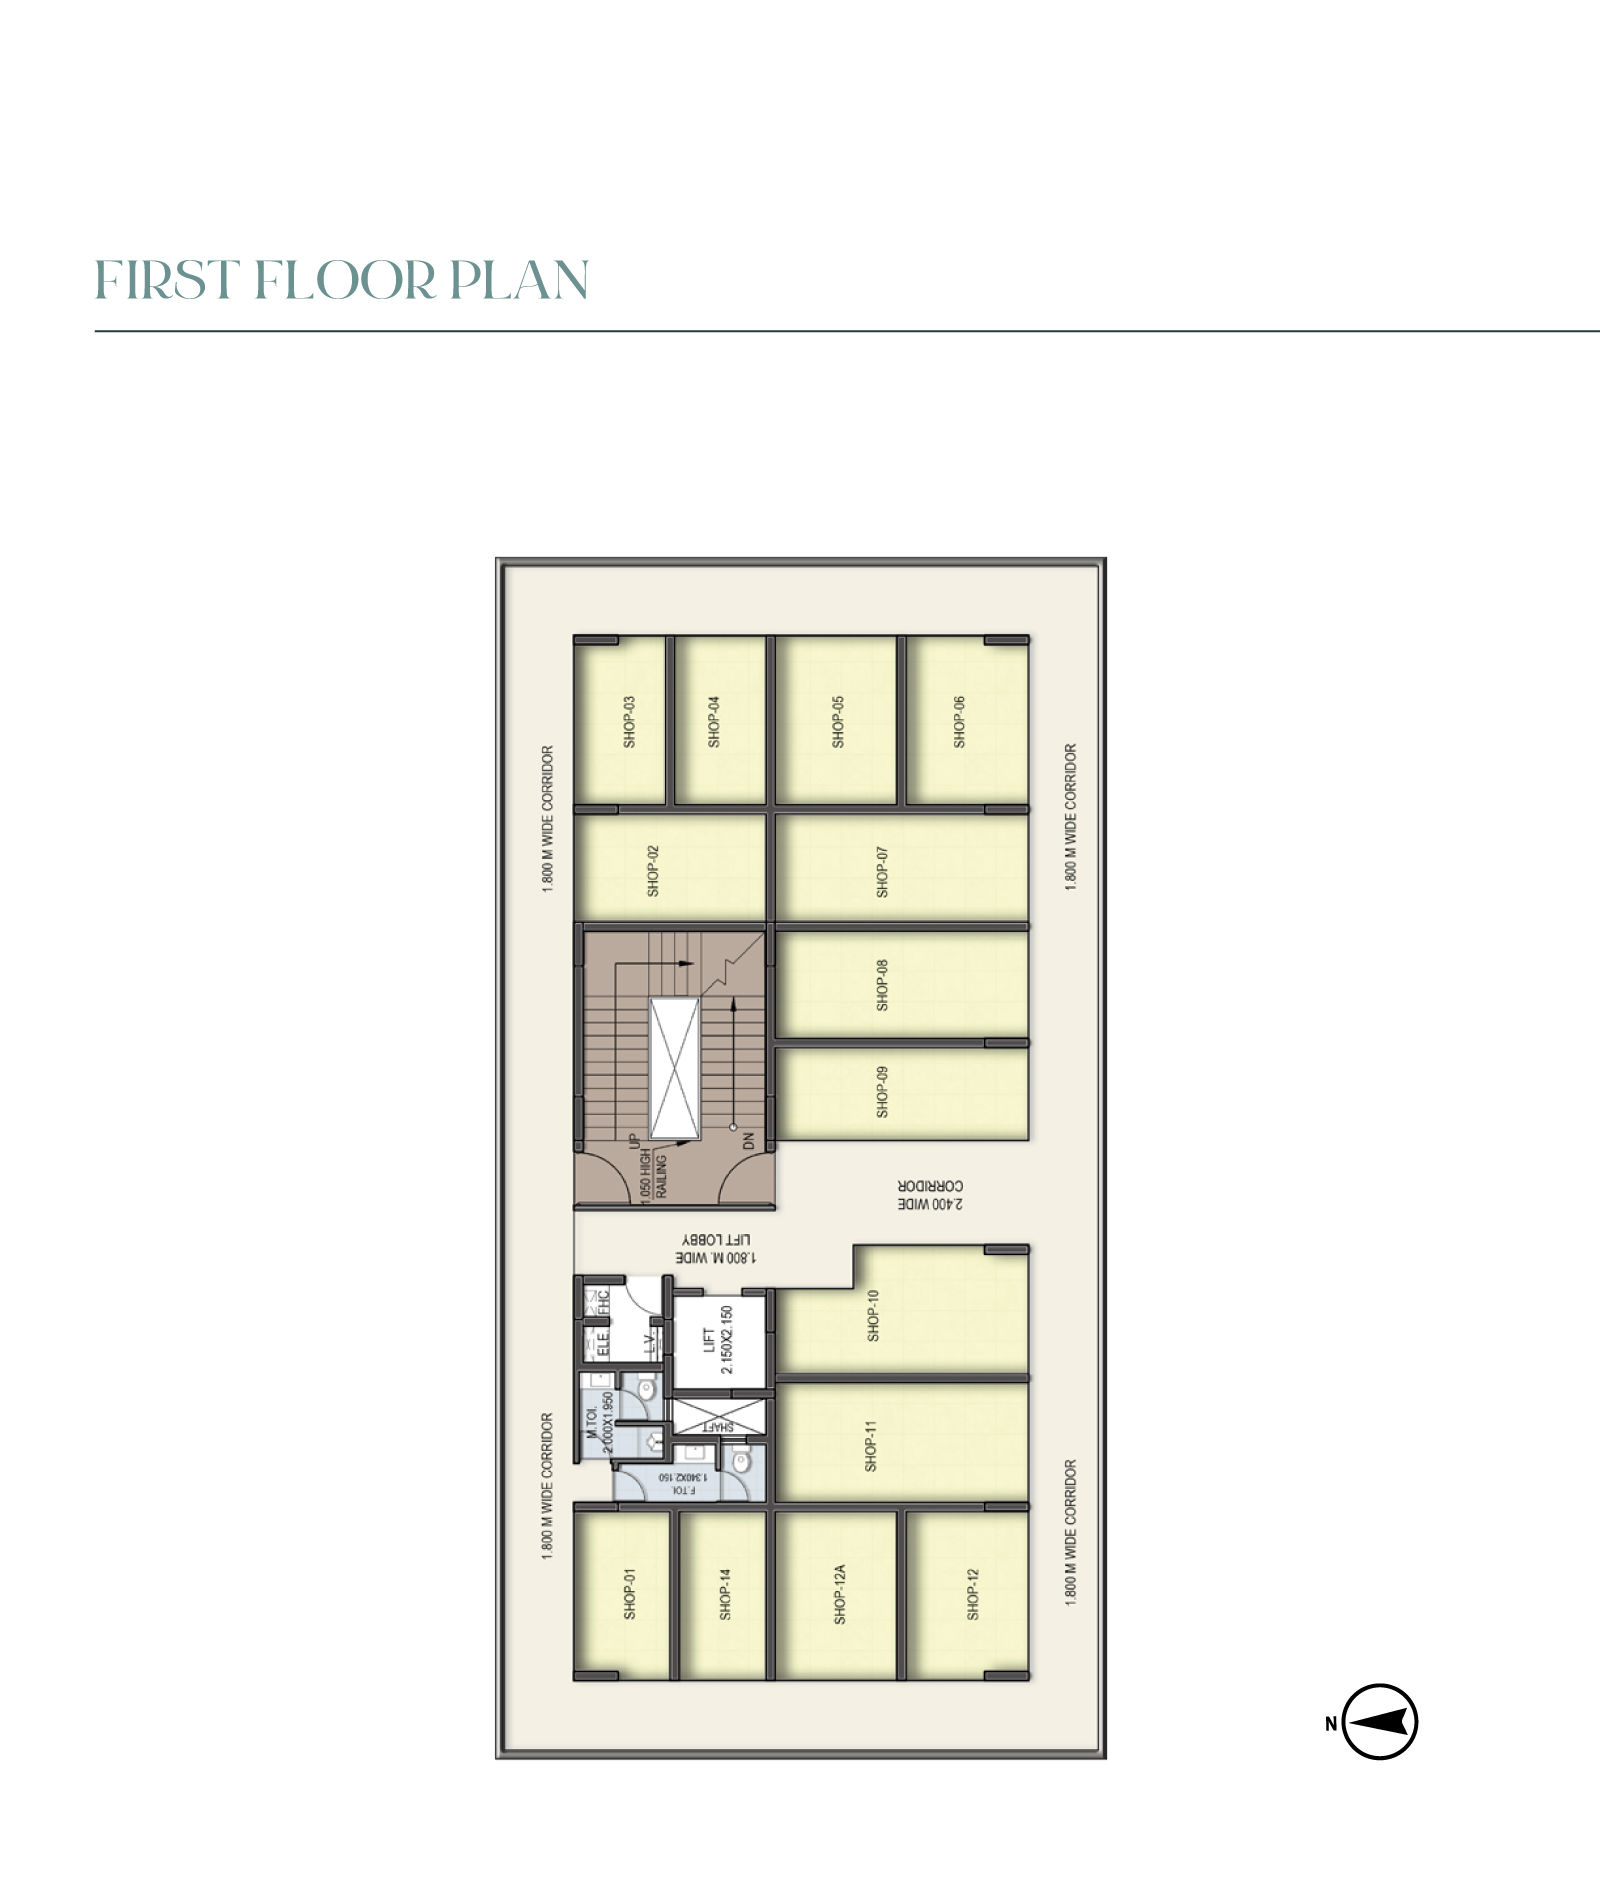 FIRST FLOOR PLAN
SHOP-03
SHOP-04
SHOP-05
SHOP-06
1.800 M WIDE CORRIDOR
1.800 M WIDE CORRIDOR
SHOP-02
SHOP-07
SHOP-08
SHOP-09
UP
DN
1.050 HIGH
RAILING
2.400 WIDE
CORRIDOR
1.800 M. WIDE
LIFT LOBBY
FHC
ELE.
L.V.
LIFT
2.150X2.150
SHOP-10
M.TOI.
2.000X1.950
SHAFT
SHOP-11
F.TOI.
1.340X2.150
1.800 M WIDE CORRIDOR
1.800 M WIDE CORRIDOR
SHOP-01
SHOP-14
SHOP-12A
SHOP-12
N